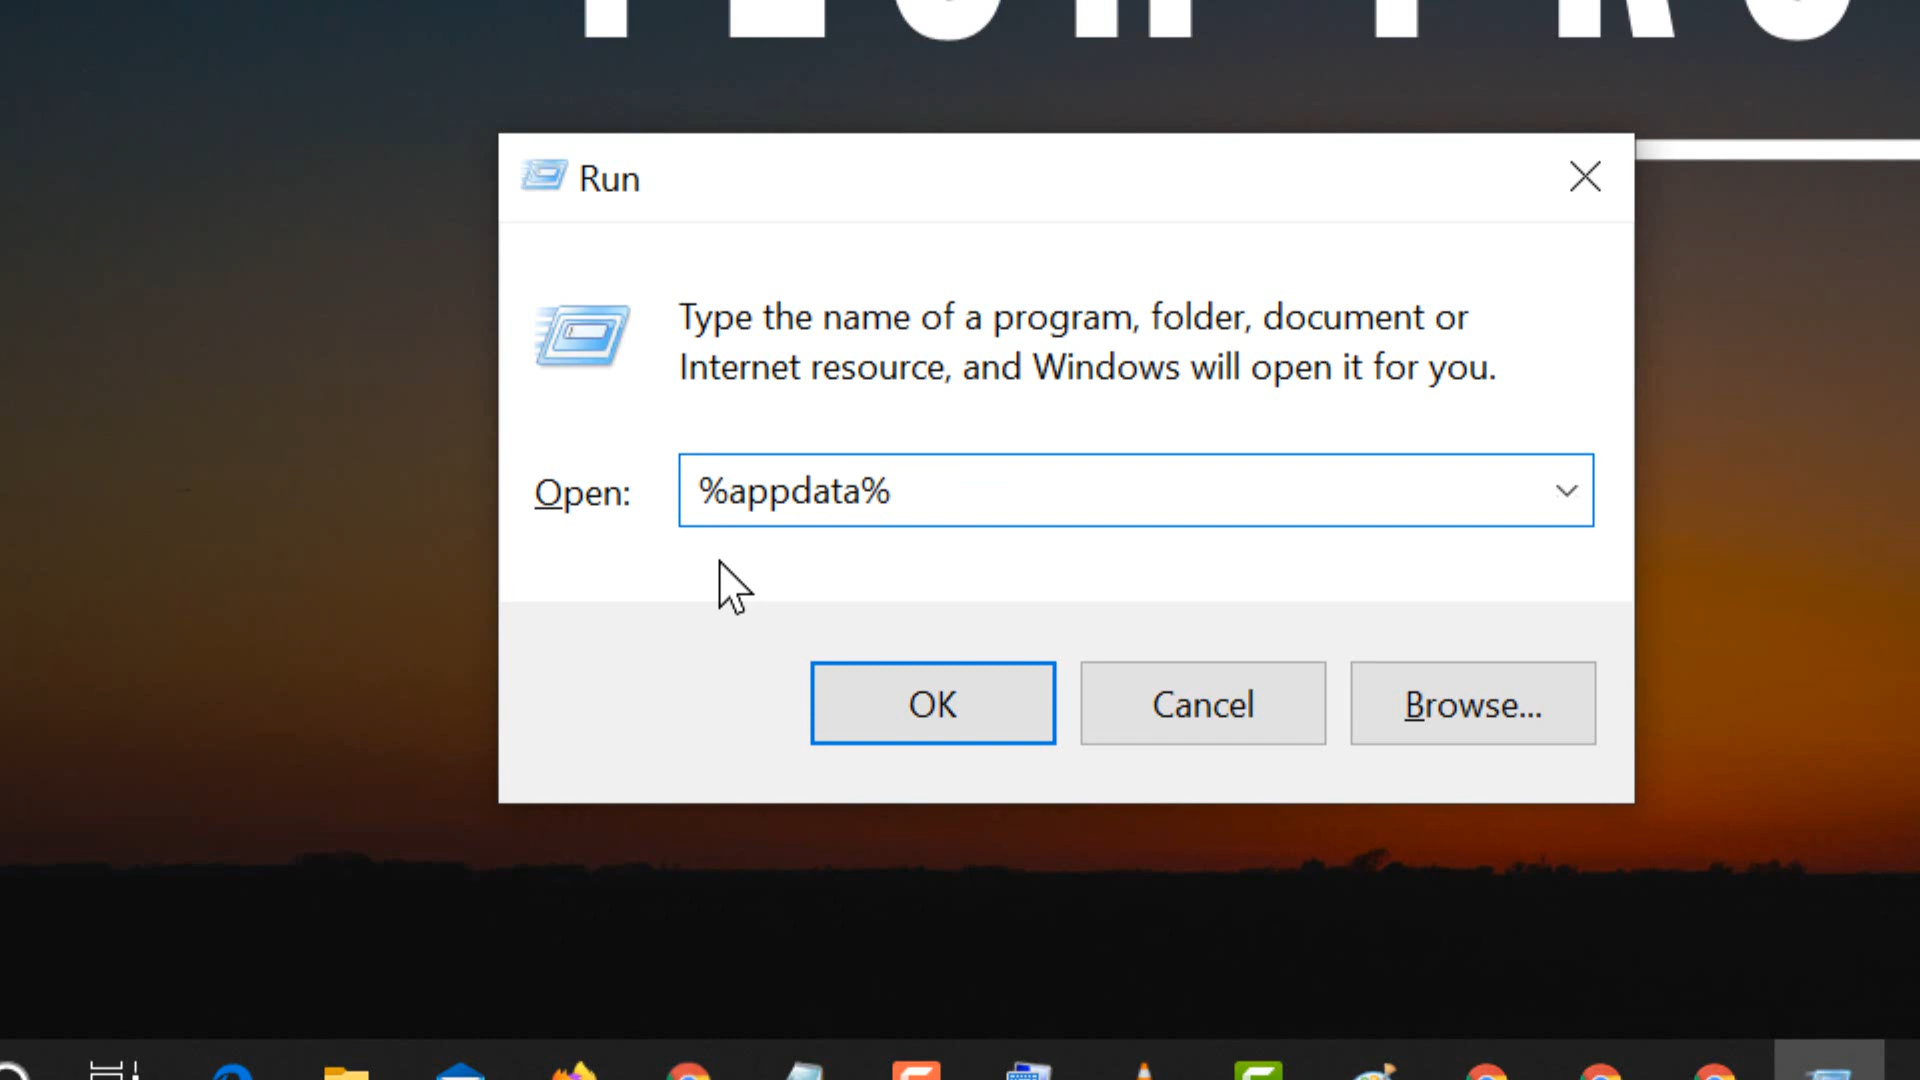 Run
Type the name of a program, folder, document or
Internet resource, and Windows will open it for you.
Open: %appdata%
OK Cancel Browse...